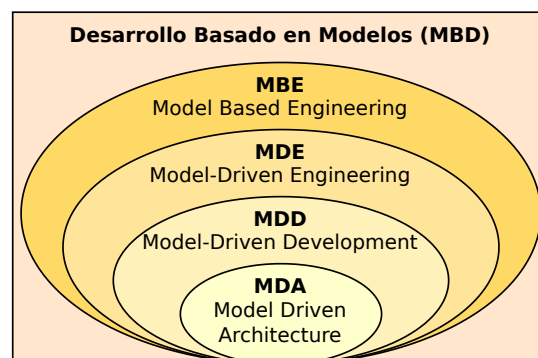 Desarrollo Basado en Modelos (MBD)
MBE
Model Based Engineering
MDE
Model-Driven Engineering
MDD
Model-Driven Development
MDA
Model Driven
Architecture